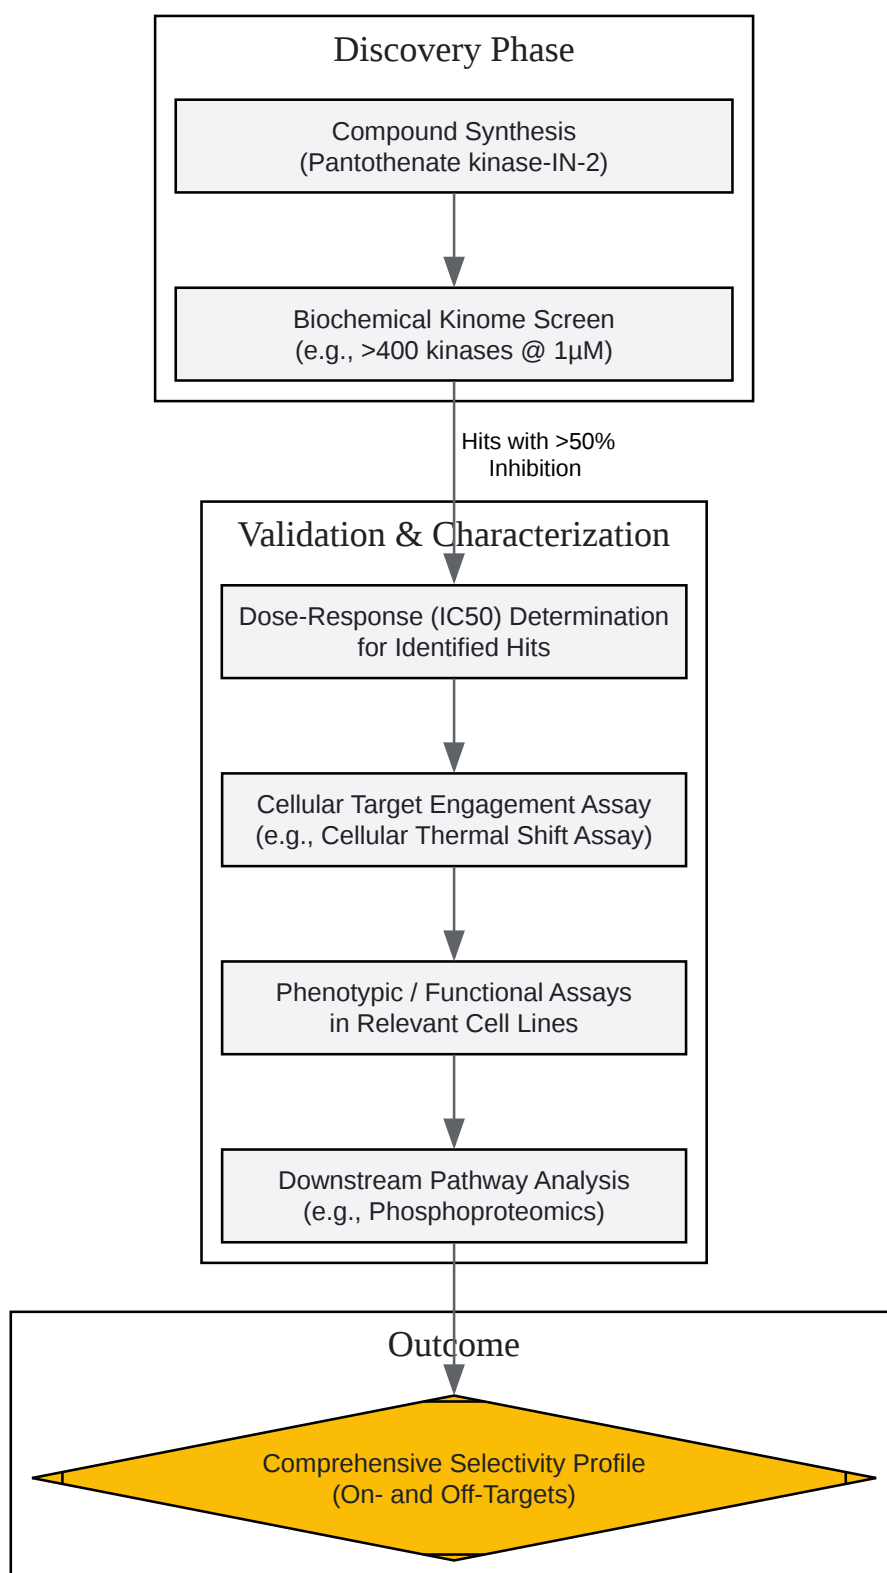 Discovery Phase
Compound Synthesis
(Pantothenate kinase-IN-2)
Biochemical Kinome Screen
(e.g., >400 kinases @ 1µM)
Hits with >50%
Inhibition
Validation & Characterization
Dose-Response (IC50) Determination
for Identified Hits
Cellular Target Engagement Assay
(e.g., Cellular Thermal Shift Assay)
Phenotypic / Functional Assays
in Relevant Cell Lines
Downstream Pathway Analysis
(e.g., Phosphoproteomics)
Outcome
Comprehensive Selectivity Profile
(On- and Off-Targets)